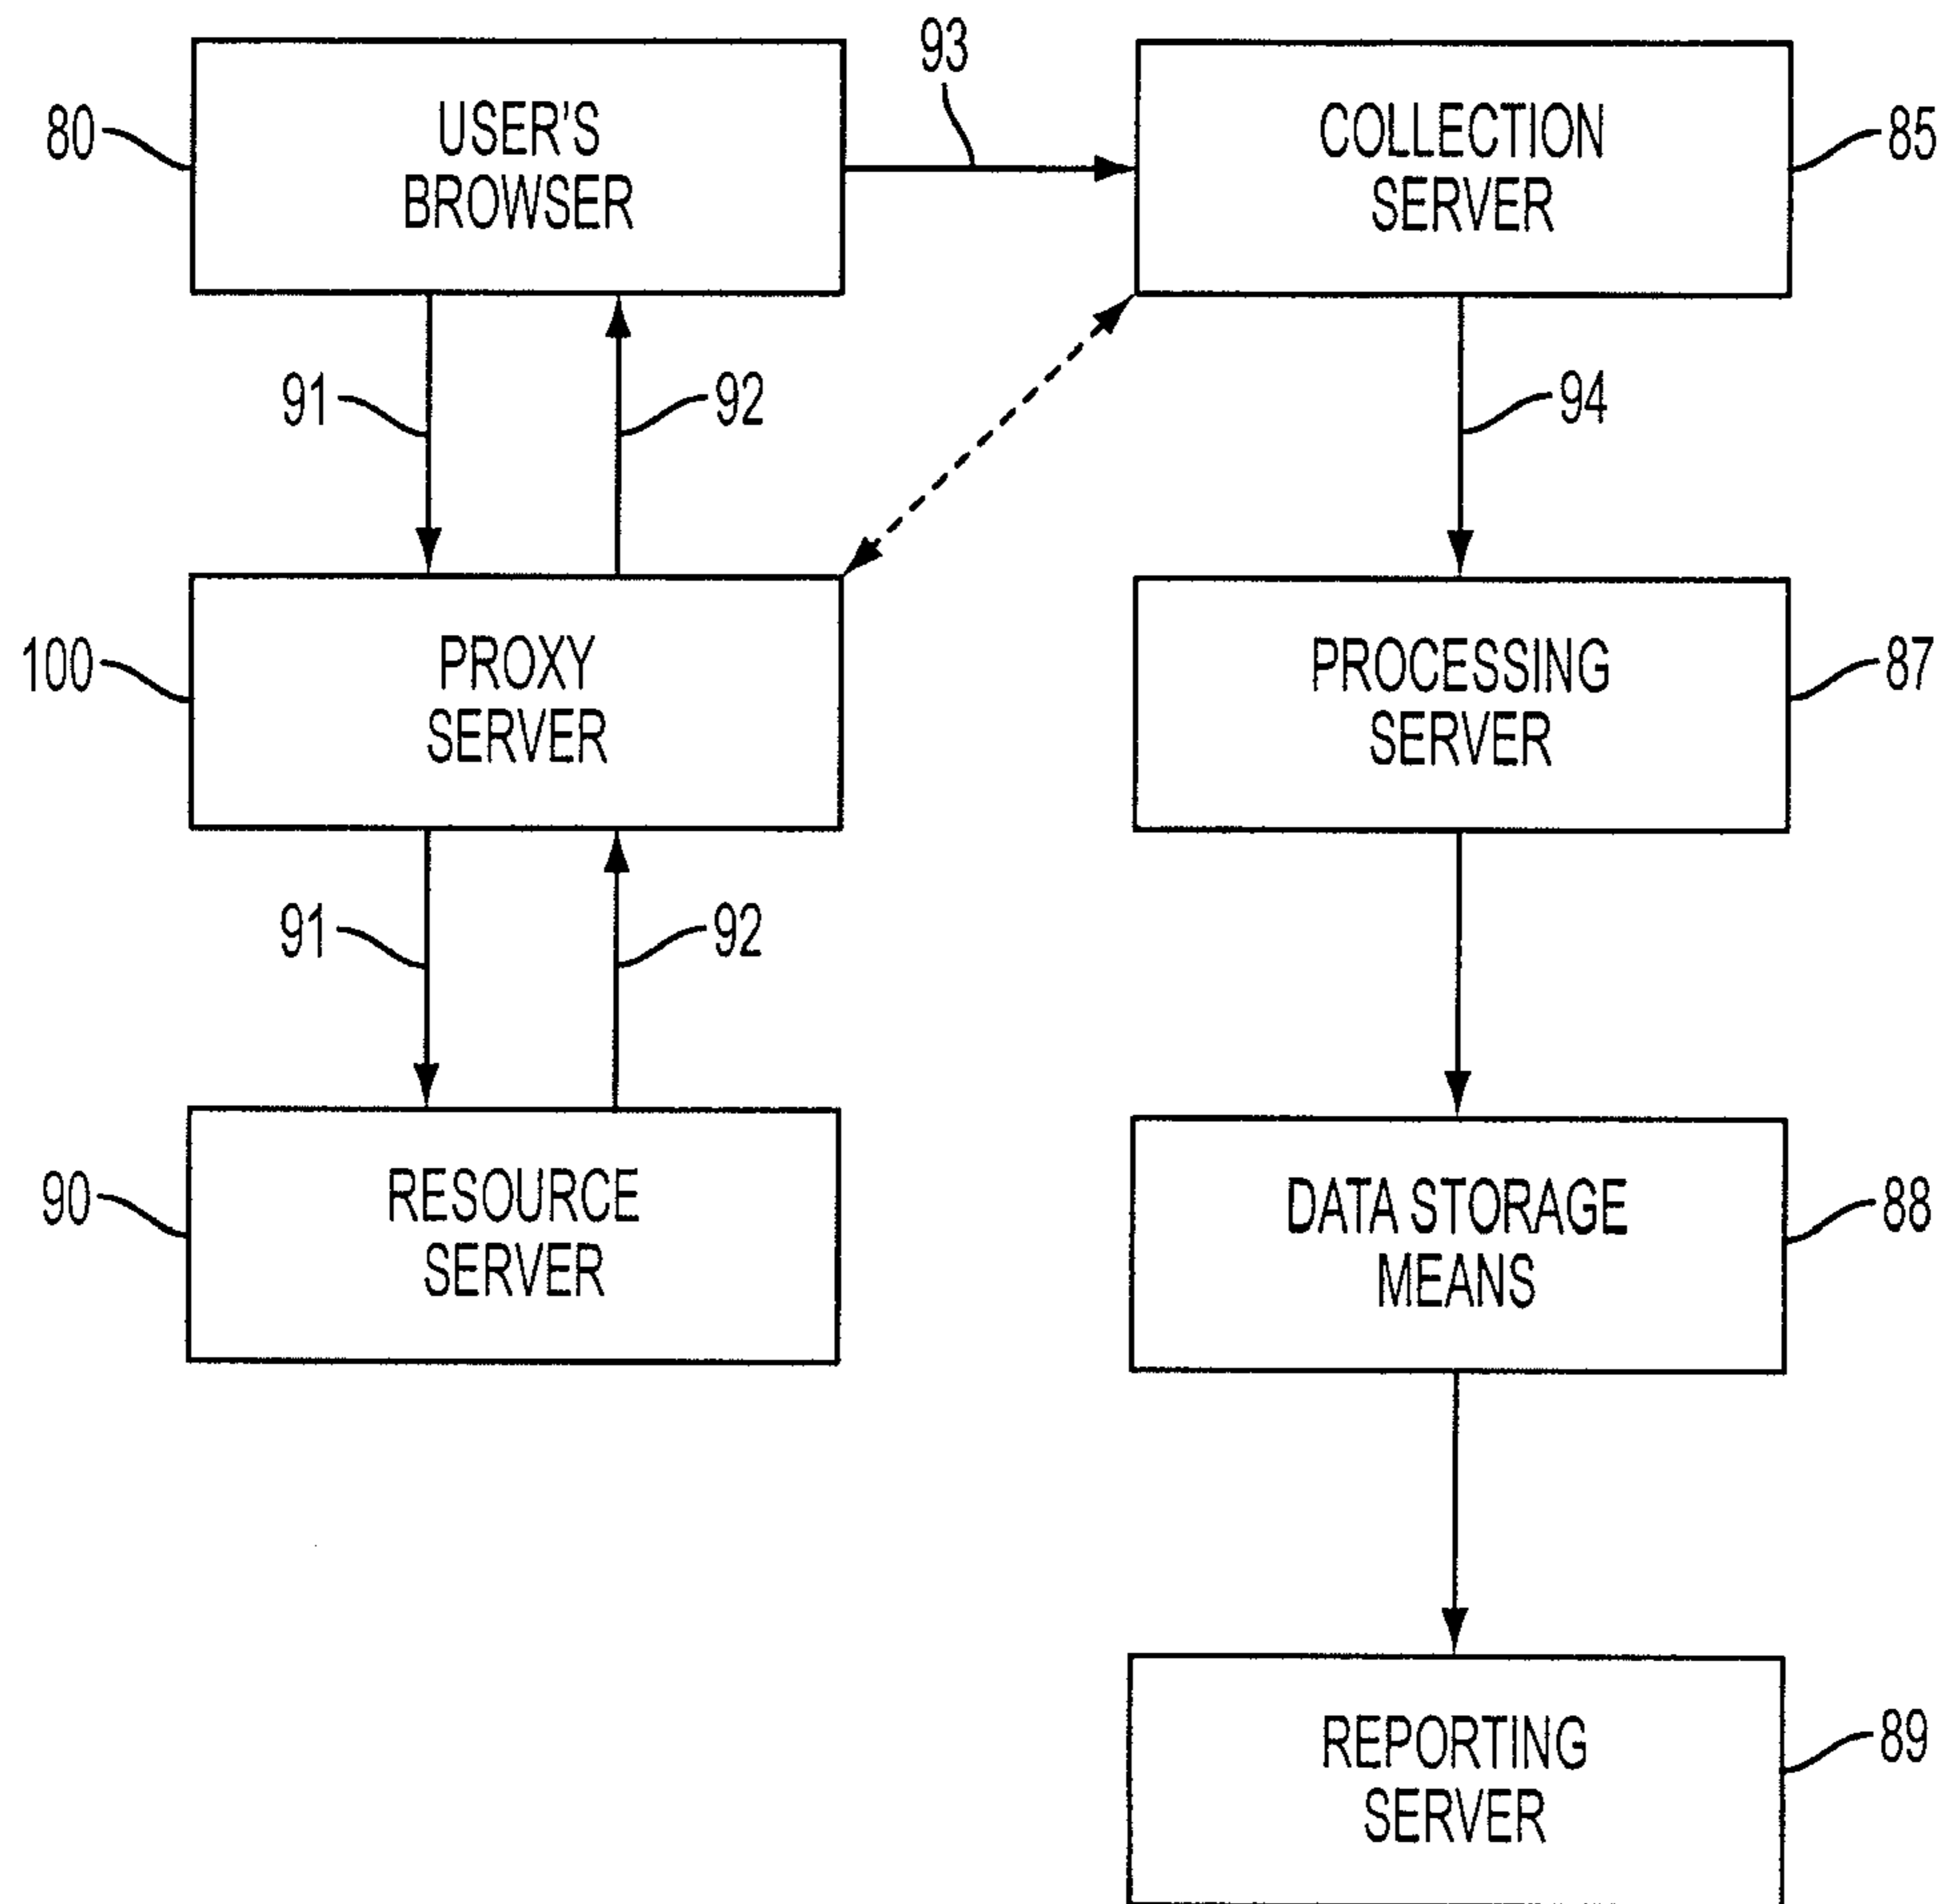 93
80
USER'S
BROWSER
COLLECTION
SERVER
85
91
92
94
100
PROXY
SERVER
PROCESSING
SERVER
87
91
92
90
RESOURCE
SERVER
DATA STORAGE
MEANS
88
REPORTING
SERVER
89